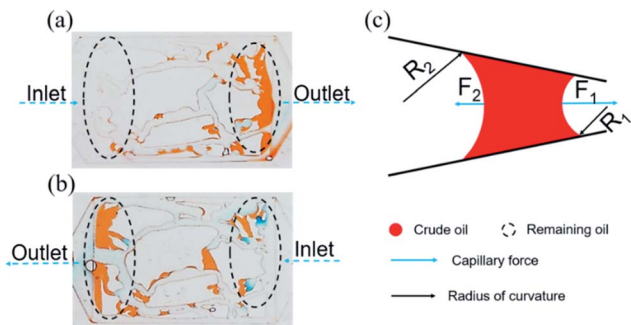 (a)
Inlet
Outlet
(b)
Outlet
Inlet
(c)
R2
F2
F1
R1
Crude oil
Remaining oil
Capillary force
Radius of curvature